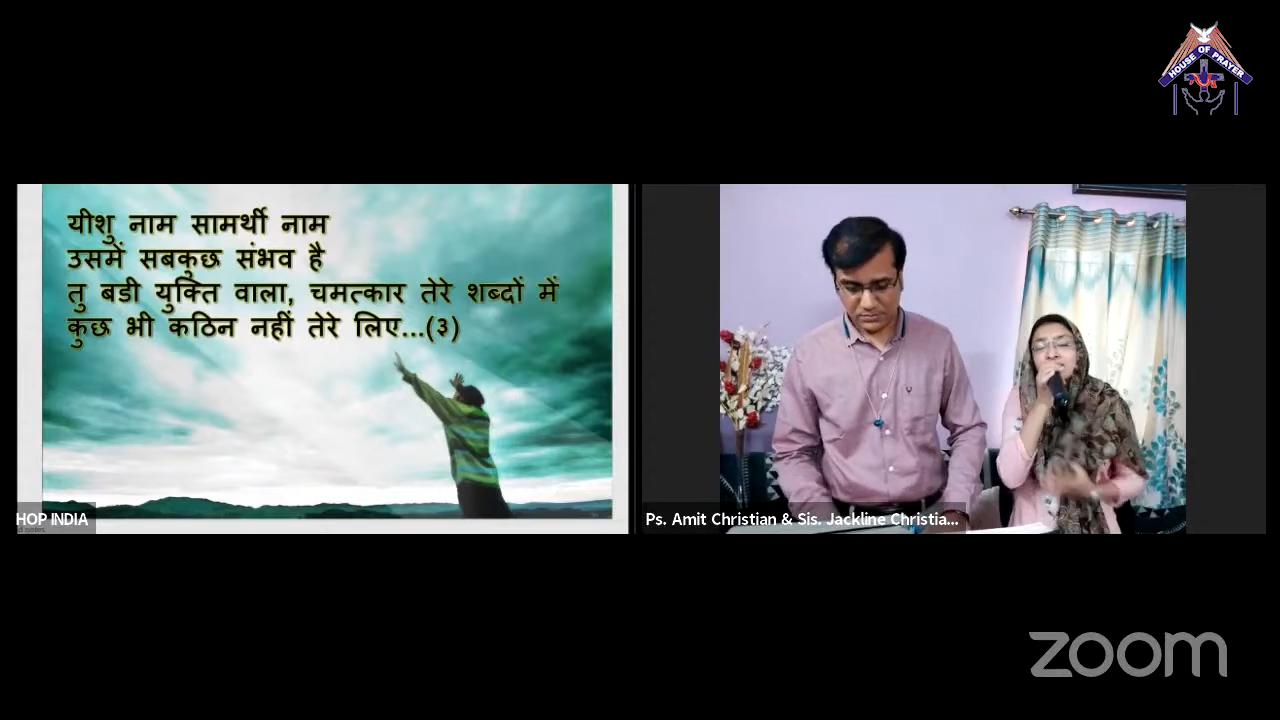 HOUSE OF PRAYER
यीशु नाम सामर्थी नाम
उसमें सबकुछ संभव है
तु बडी युक्ति वाला, चमत्कार तेरे शब्दों में
कुछ भी कठिन नहीं तेरे लिए...(३)
HOP INDIA
Ps. Amit Christian & Sis. Jackline Christia...
zoom